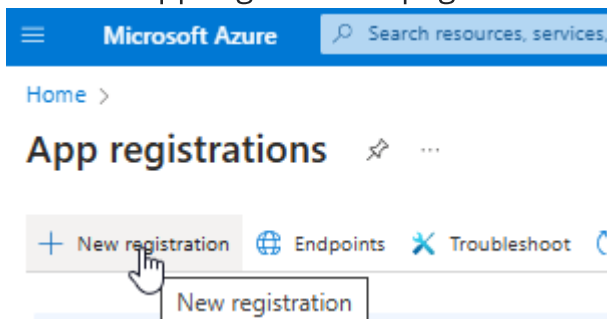 Microsoft Azure Search resources, services,
Home >
App registrations ...
+ New registration Endpoints Troubleshoot
New registration